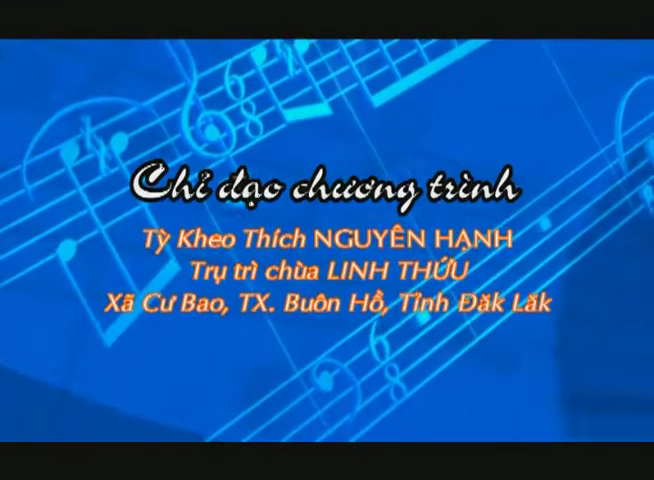 Chỉ đạo chương trình
Tỳ Kheo Thích NGUYÊN HẠNH
Trụ trì chùa LINH THỨU
Xã Cư Bao, TX. Buôn Hồ, Tỉnh Đăk Lăk